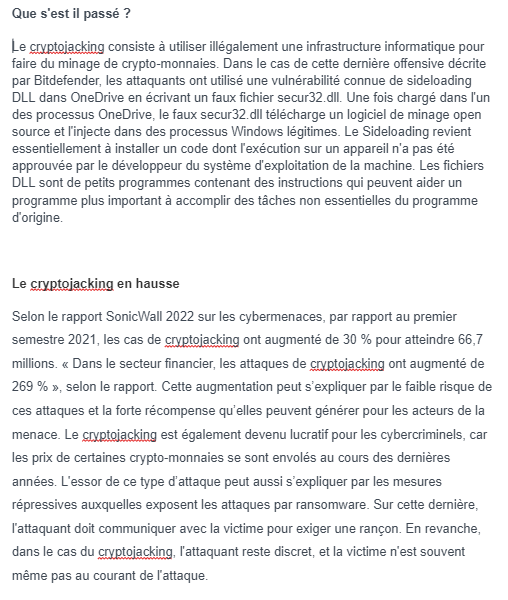 Que s'est il passé ?
Le cryptojacking consiste à utiliser illégalement une infrastructure informatique pour
faire du minage de crypto-monnaies. Dans le cas de cette dernière offensive décrite
par Bitdefender, les attaquants ont utilisé une vulnérabilité connue de sideloading
DLL dans OneDrive en écrivant un faux fichier secur32.dll. Une fois chargé dans l'un
des processus OneDrive, le faux secur32.dll télécharge un logiciel de minage open
source et l'injecte dans des processus Windows légitimes. Le Sideloading revient
essentiellement à installer un code dont l'exécution sur un appareil n'a pas été
approuvée par le développeur du système d'exploitation de la machine. Les fichiers
DLL sont de petits programmes contenant des instructions qui peuvent aider un
programme plus important à accomplir des tâches non essentielles du programme
d'origine.
Le cryptojacking en hausse
Selon le rapport SonicWall 2022 sur les cybermenaces, par rapport au premier
semestre 2021, les cas de cryptojacking ont augmenté de 30 % pour atteindre 66,7
millions. « Dans le secteur financier, les attaques de cryptojacking ont augmenté de
269 % », selon le rapport. Cette augmentation peut s’expliquer par le faible risque de
ces attaques et la forte récompense qu’elles peuvent générer pour les acteurs de la
menace. Le cryptojacking est également devenu lucratif pour les cybercriminels, car
les prix de certaines crypto-monnaies se sont envolés au cours des dernières
années. L'essor de ce type d’attaque peut aussi s’expliquer par les mesures
répressives auxquelles exposent les attaques par ransomware. Sur cette dernière,
l'attaquant doit communiquer avec la victime pour exiger une rançon. En revanche,
dans le cas du cryptojacking, l'attaquant reste discret, et la victime n'est souvent
même pas au courant de l'attaque.